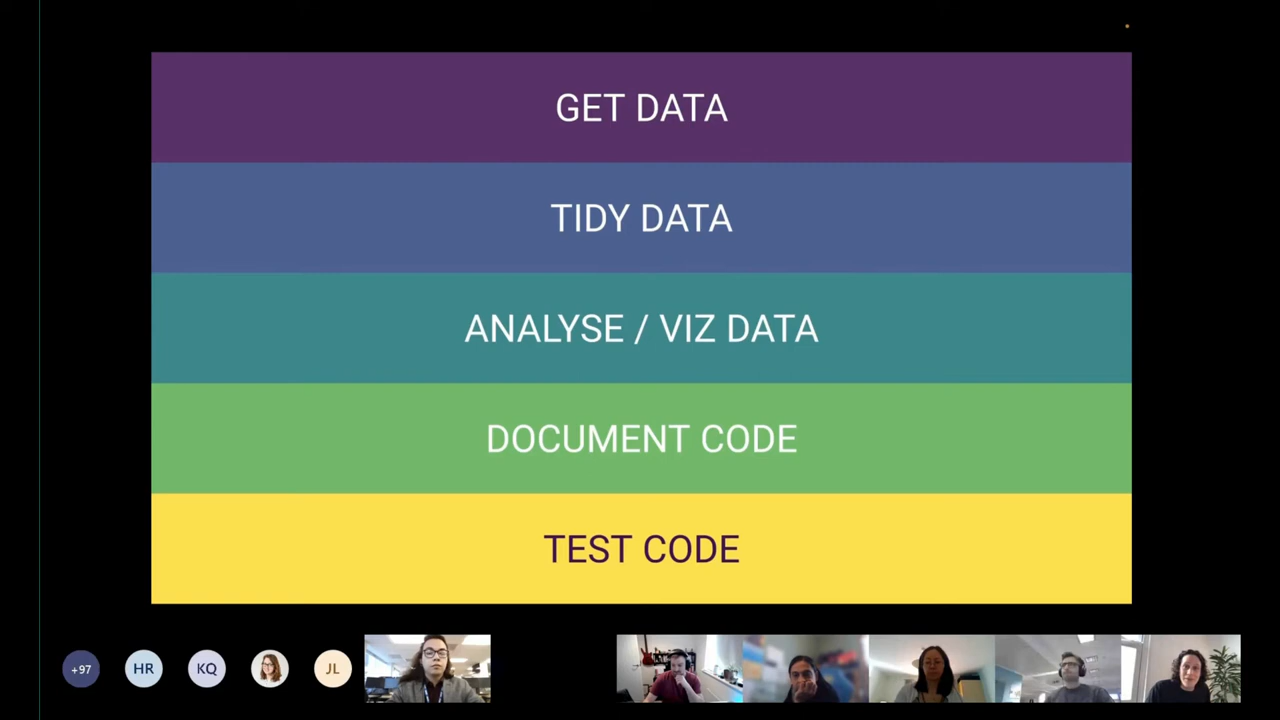 GET DATA
TIDY DATA
ANALYSE / VIZ DATA
DOCUMENT CODE
TEST CODE
+97
HR
KQ
JL